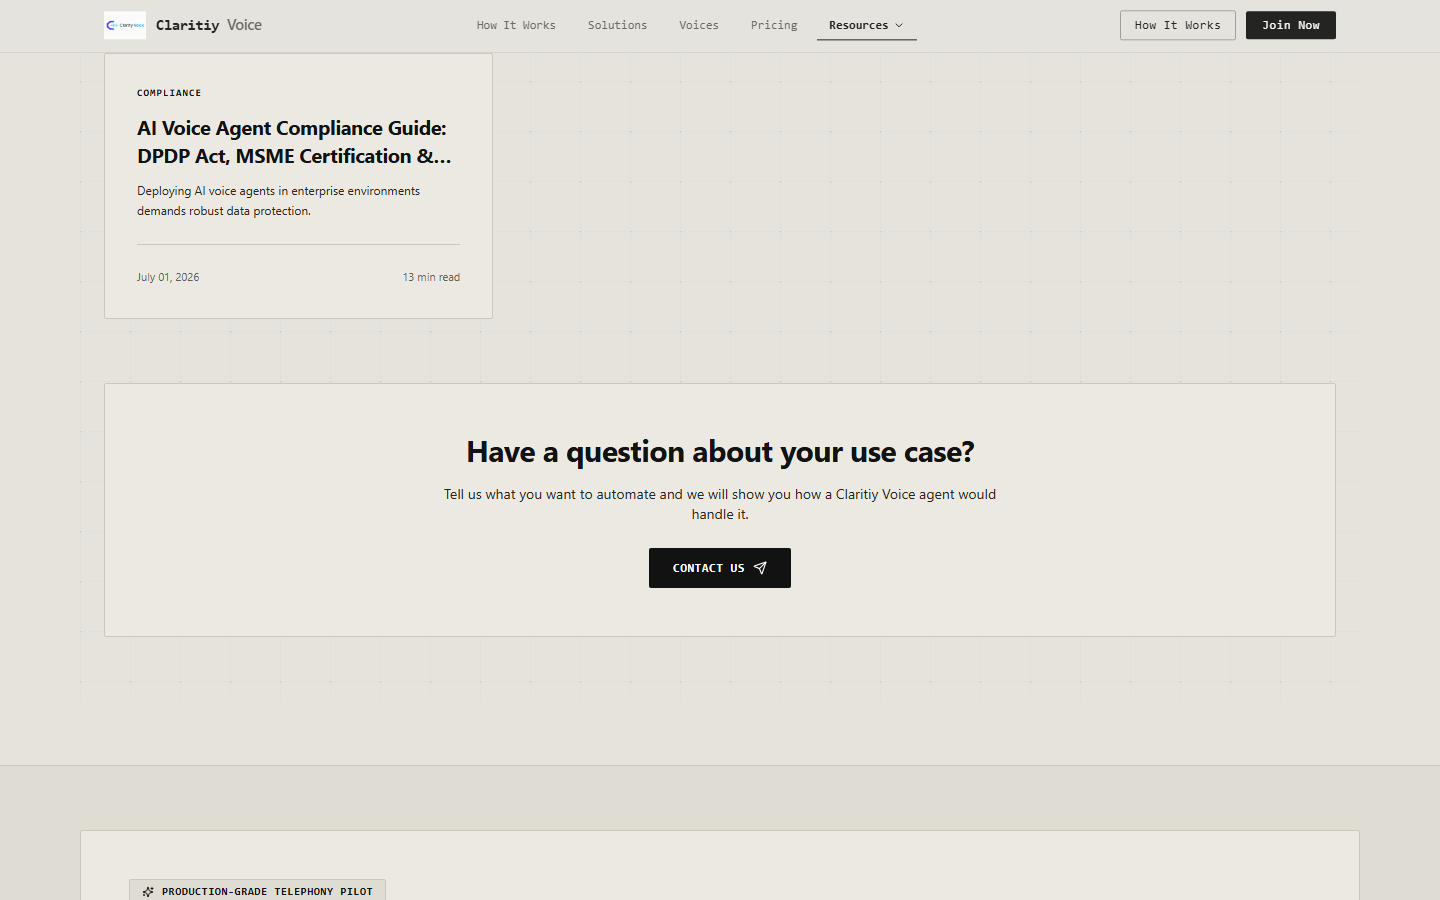 Claritiy Voice
How It Works
Solutions
Voices
Pricing
Resources
How It Works
Join Now
COMPLIANCE
AI Voice Agent Compliance Guide:
DPDP Act, MSME Certification &...
Deploying AI voice agents in enterprise environments
demands robust data protection.
July 01, 2026
13 min read
Have a question about your use case?
Tell us what you want to automate and we will show you how a Claritiy Voice agent would
handle it.
CONTACT US
PRODUCTION-GRADE TELEPHONY PILOT